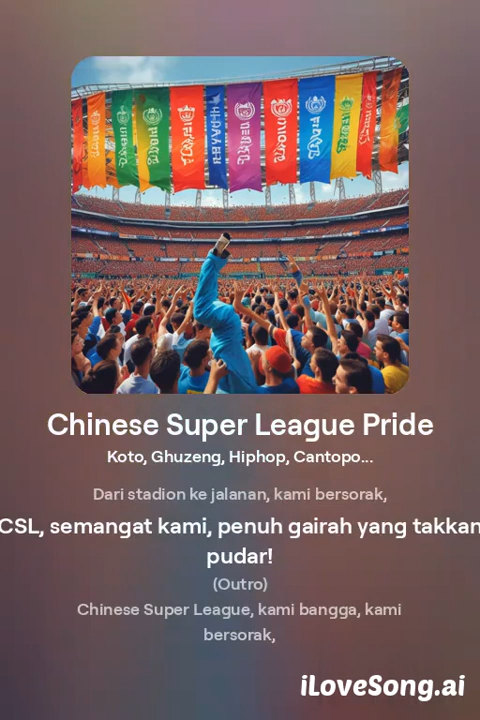 Chinese Super League Pride
Koto, Ghuzeng, Hiphop, Cantopo...
Dari stadion ke jalanan, kami bersorak,
CSL, semangat kami, penuh gairah yang takkan
pudar!
(Outro)
Chinese Super League, kami bangga, kami
bersorak,
iLoveSong.ai